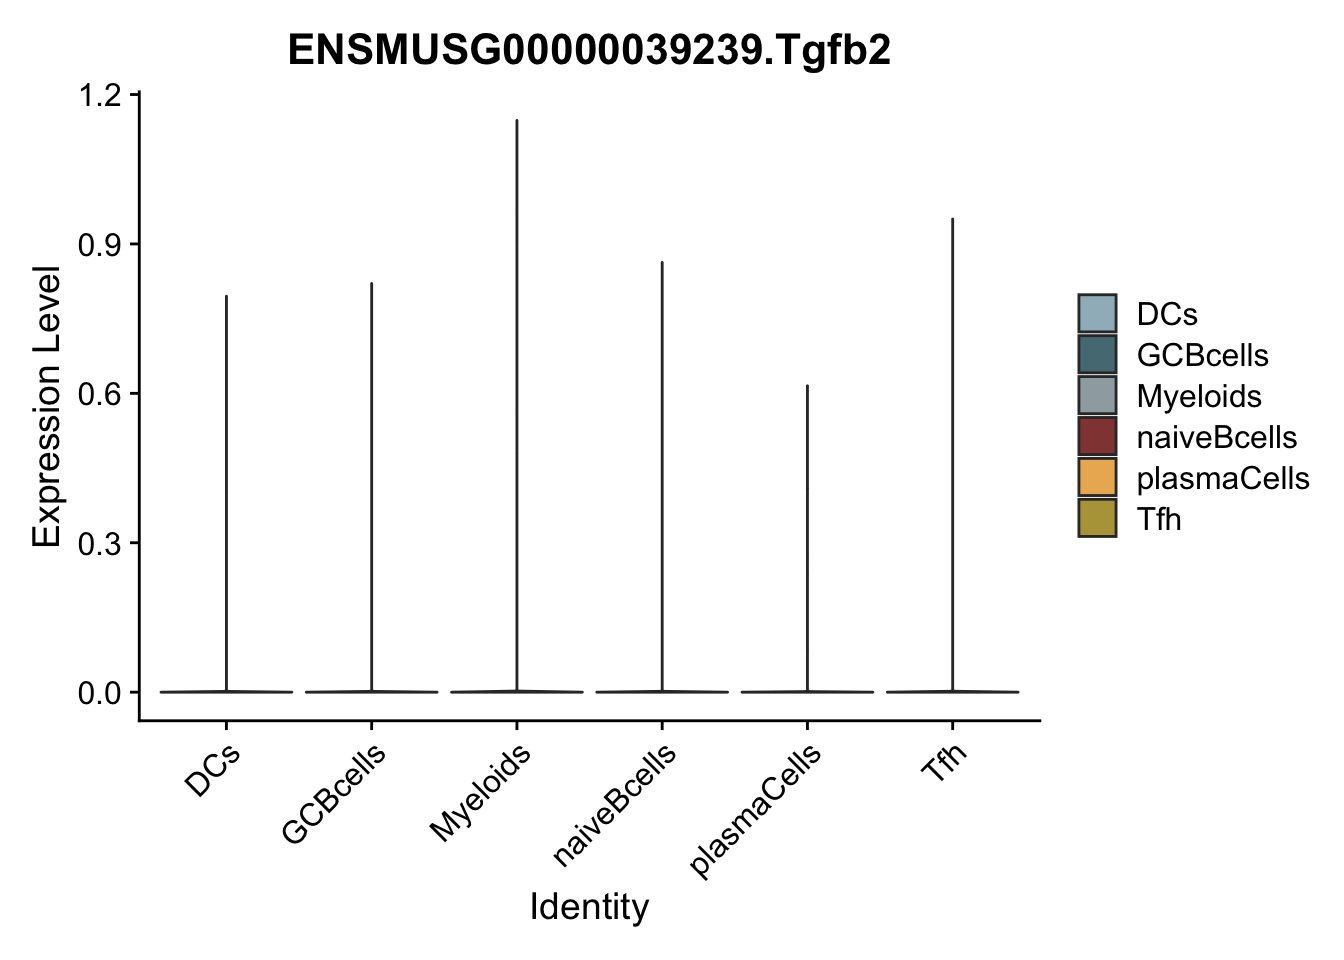 ENSMUSG00000039239.Tgfb2
Expression Level
1.2
0.9
0.6
0.3
0.0
DCs
GCBcells
Myeloids
naiveBcells
plasmaCells
Tfh
Identity
DCs
GCBcells
Myeloids
naiveBcells
plasmaCells
Tfh